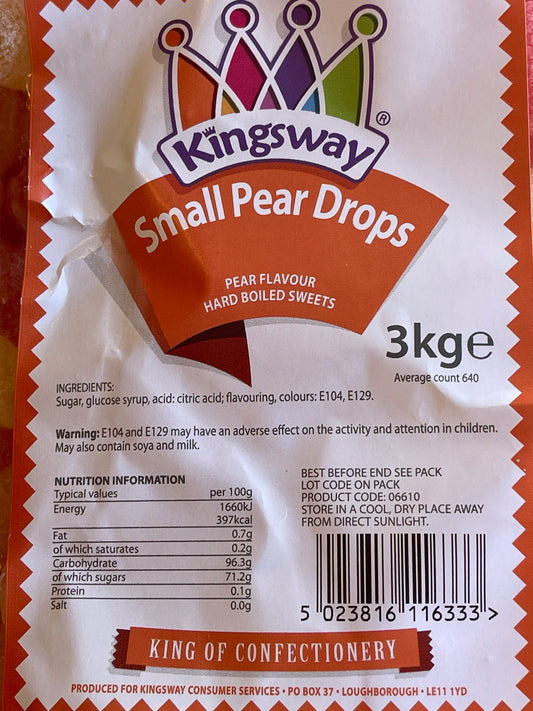 Kingsway®
Small Pear Drops
PEAR FLAVOUR
HARD BOILED SWEETS
3kg℮
Average count 640
INGREDIENTS:
Sugar, glucose syrup, acid: citric acid; flavouring, colours: E104, E129.
Warning: E104 and E129 may have an adverse effect on the activity and attention in children.
May also contain soya and milk.
NUTRITION INFORMATION
Typical values per 100g
Energy 1660kJ
397kcal
Fat 0.7g
of which saturates 0.2g
Carbohydrate 96.3g
of which sugars 71.2g
Protein 0.1g
Salt 0.0g
BEST BEFORE END SEE PACK
LOT CODE ON PACK
PRODUCT CODE: 06610
STORE IN A COOL, DRY PLACE AWAY
FROM DIRECT SUNLIGHT.
5 023816 116333 >
KING OF CONFECTIONERY
PRODUCED FOR KINGSWAY CONSUMER SERVICES • PO BOX 37 • LOUGHBOROUGH • LE11 1YD